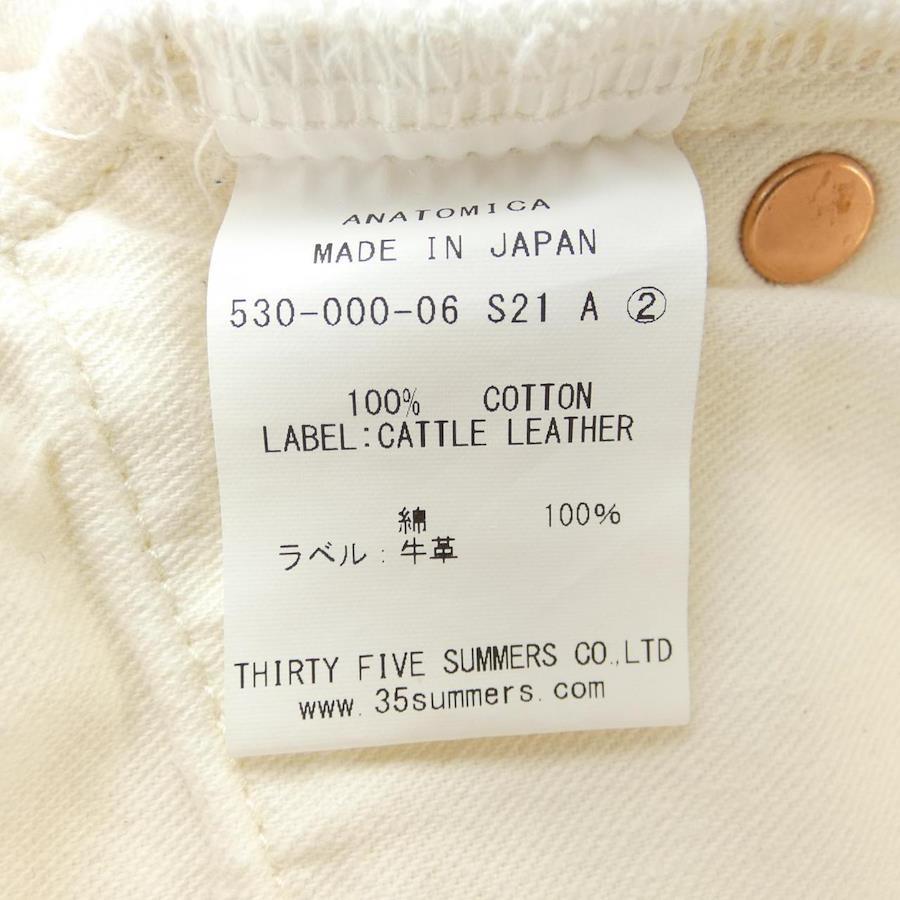 ANATOMICA
MADE IN JAPAN
530-000-06 S21 A ②
100% COTTON
LABEL:CATTLE LEATHER
綿 100%
ラベル:牛革
THIRTY FIVE SUMMERS CO.,LTD
www.35summers.com